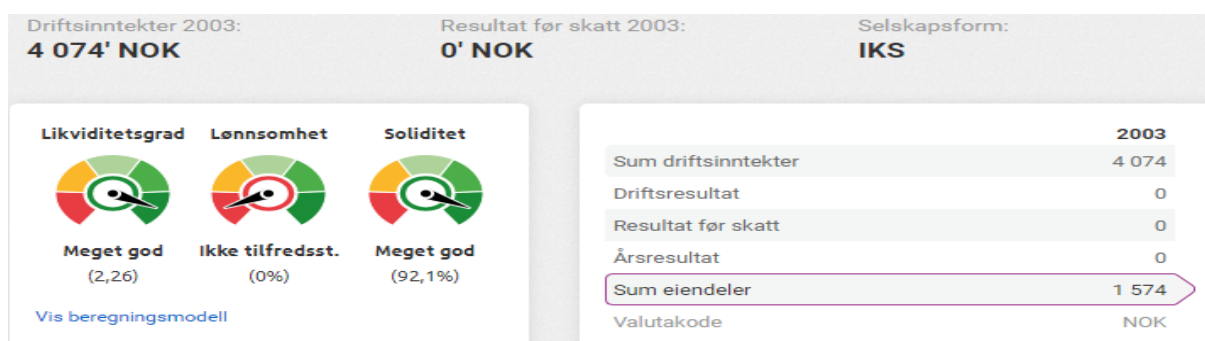 Driftsinntekter 2003: Resultat før skatt 2003: Selskapsform:
4 074' NOK 0' NOK IKS
Likviditetsgrad Lønnsomhet Soliditet
Meget god Ikke tilfredsst. Meget god
(2,26) (0%) (92,1%)
Vis beregningsmodell
2003
Sum driftsinntekter 4 074
Driftsresultat 0
Resultat før skatt 0
Årsresultat 0
Sum eiendeler 1 574
Valutakode NOK